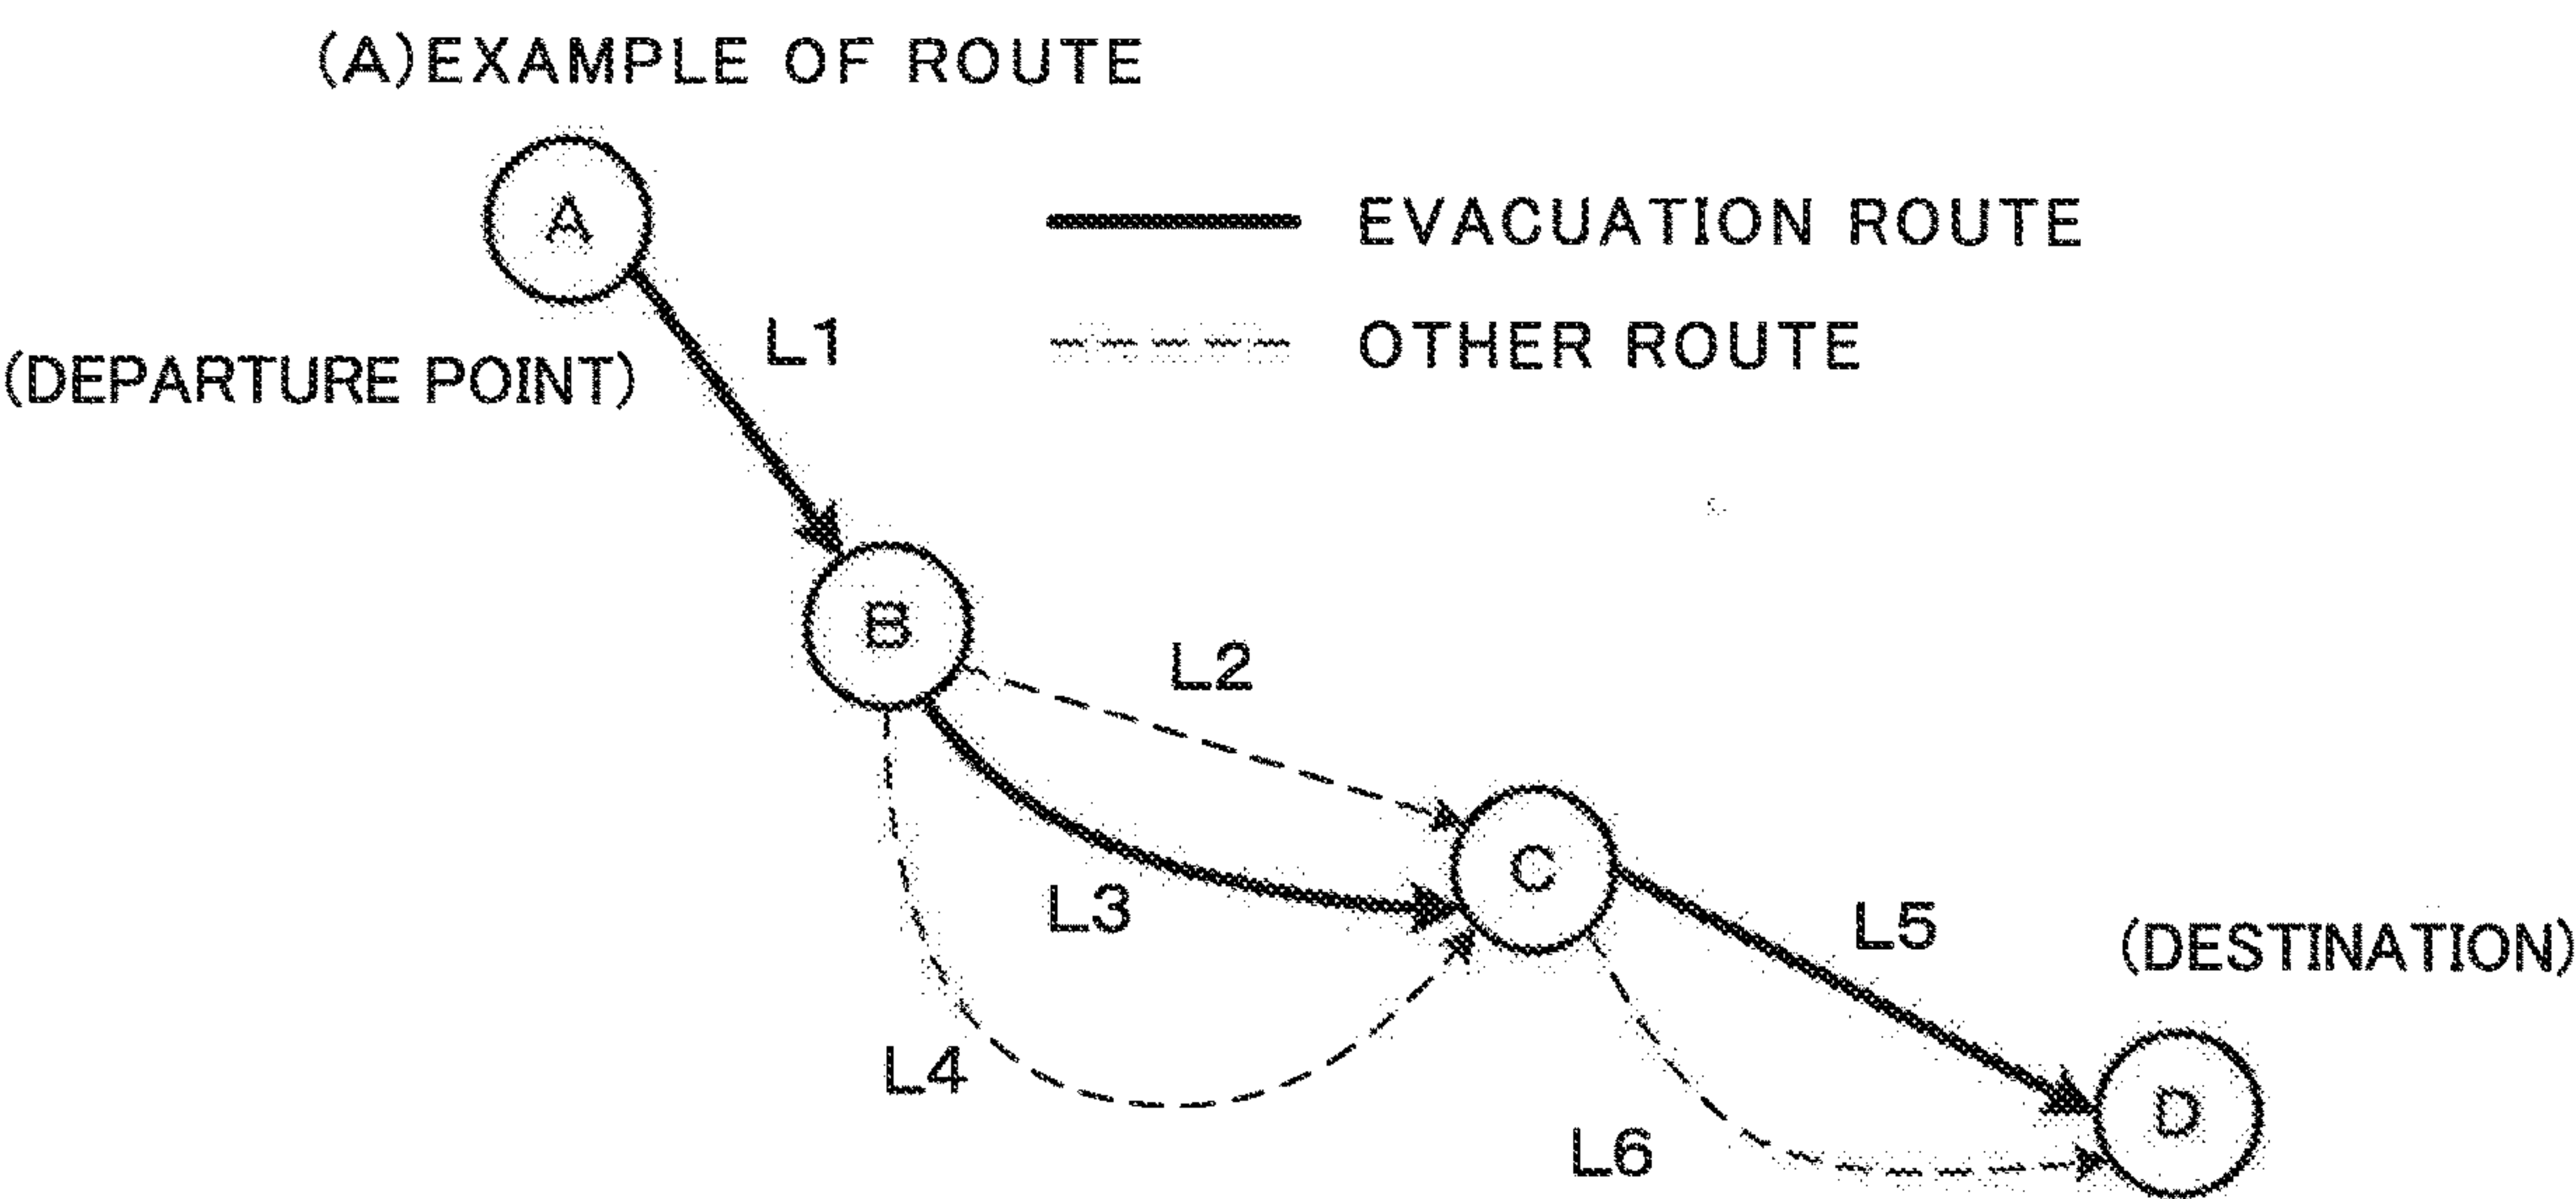 (A)EXAMPLE OF ROUTE
A
EVACUATION ROUTE
L1
OTHER ROUTE
(DEPARTURE POINT)
B
L2
C
L3
L5
(DESTINATION)
L4
D
L6